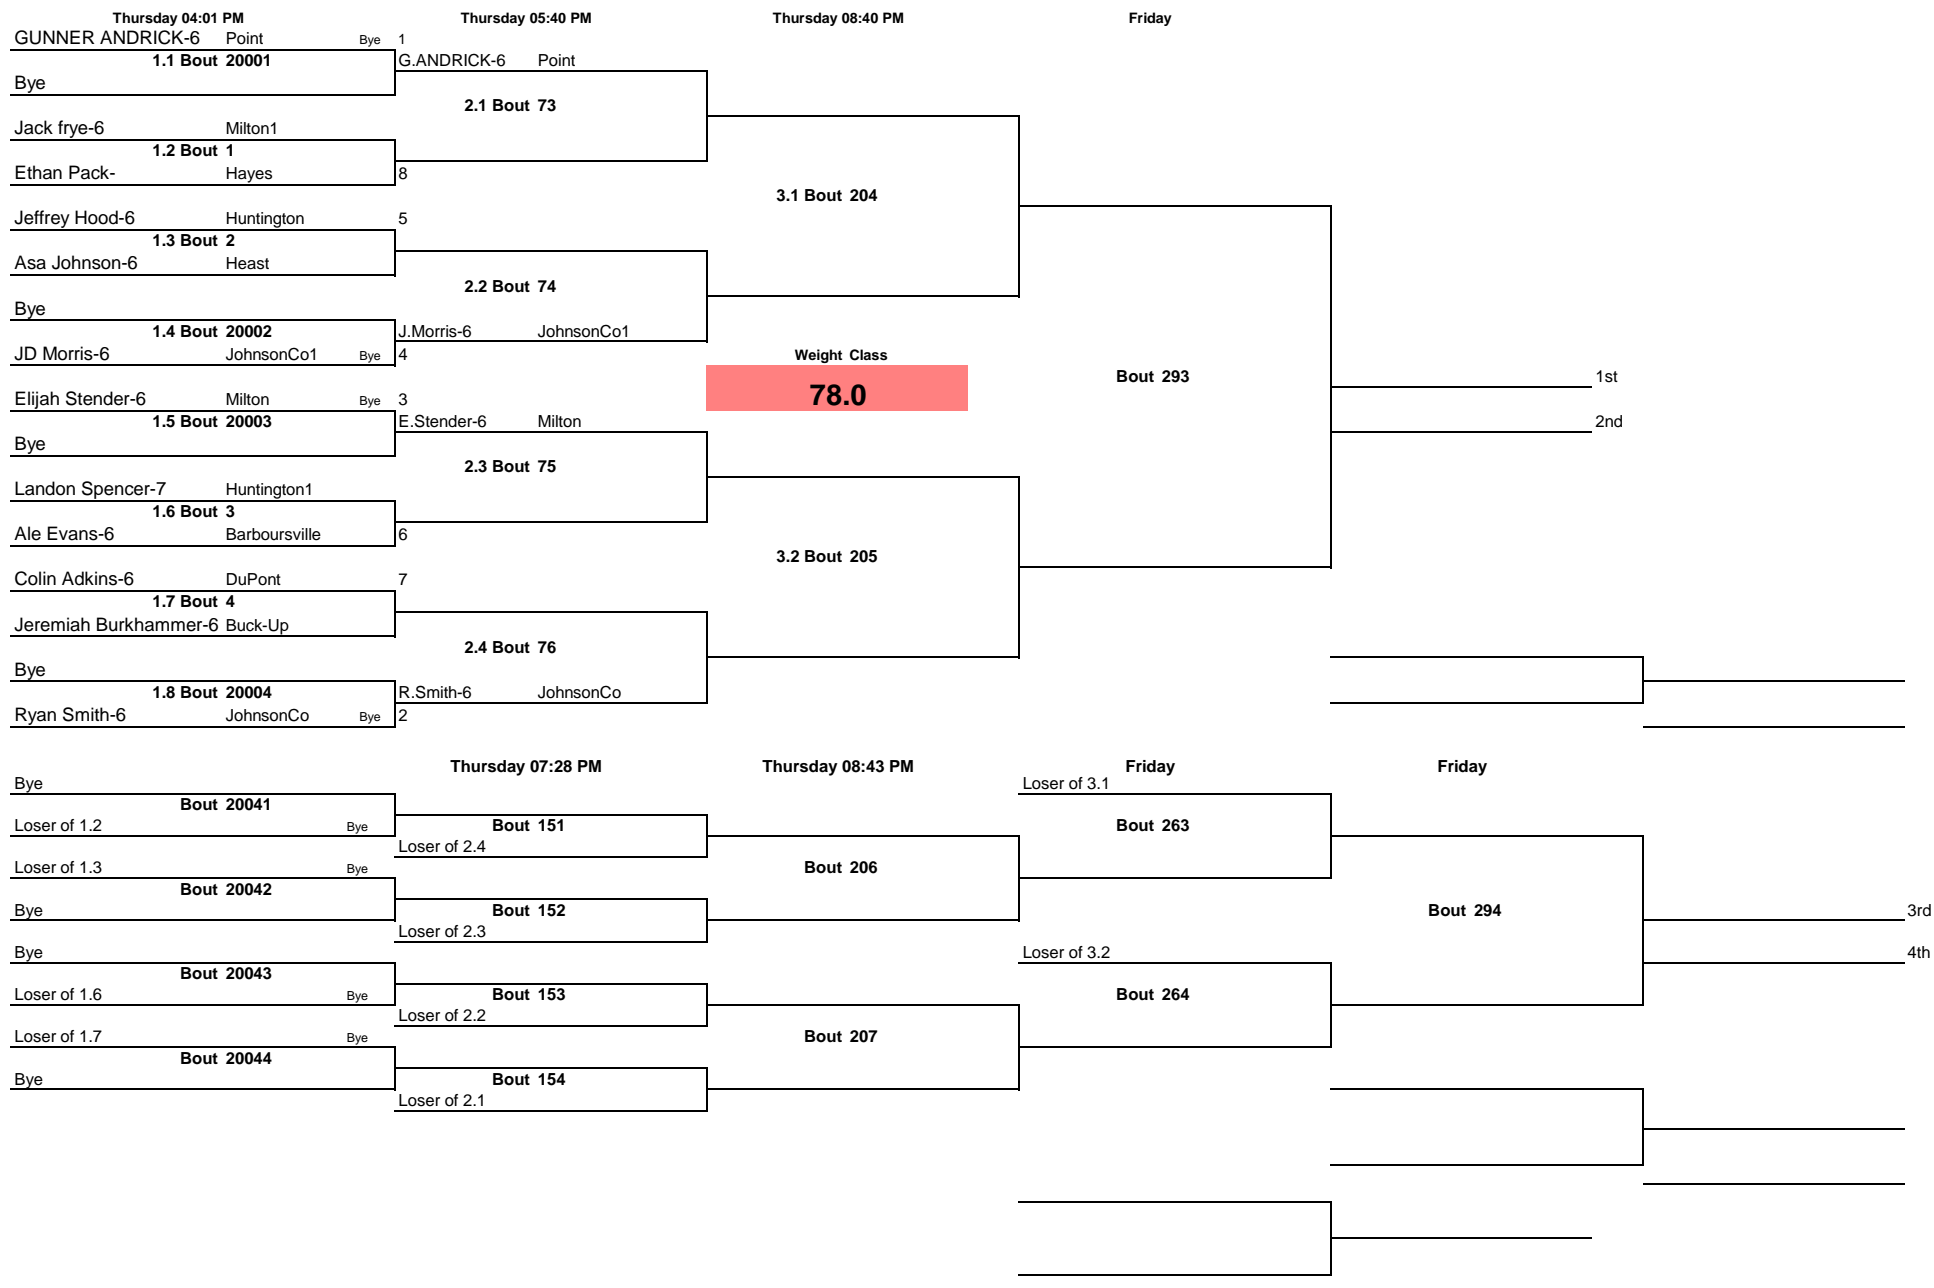 Thursday 04:01 PM Thursday 05:40 PM Thursday 08:40 PM Friday
GUNNER ANDRICK-6 Point Bye 1
1.1 Bout 20001 G.ANDRICK-6 Point
Bye
2.1 Bout 73
Jack frye-6 Milton1
1.2 Bout 1
Ethan Pack- Hayes 8
3.1 Bout 204
Jeffrey Hood-6 Huntington 5
1.3 Bout 2
Asa Johnson-6 Heast
2.2 Bout 74
Bye
1.4 Bout 20002 J.Morris-6 JohnsonCo1
JD Morris-6 JohnsonCo1 Bye 4 Weight Class
Bout 293 1st
Elijah Stender-6 Milton Bye 3 78.0
1.5 Bout 20003 E.Stender-6 Milton 2nd
Bye
2.3 Bout 75
Landon Spencer-7 Huntington1
1.6 Bout 3
Ale Evans-6 Barboursville 6
3.2 Bout 205
Colin Adkins-6 DuPont 7
1.7 Bout 4
Jeremiah Burkhammer-6 Buck-Up
2.4 Bout 76
Bye
1.8 Bout 20004 R.Smith-6 JohnsonCo
Ryan Smith-6 JohnsonCo Bye 2
Thursday 07:28 PM Thursday 08:43 PM Friday Friday
Bye Loser of 3.1
Bout 20041
Loser of 1.2 Bye Bout 151 Bout 263
Loser of 2.4
Loser of 1.3 Bye Bout 206
Bout 20042
Bye Bout 152 Bout 294 3rd
Loser of 2.3
Bye Loser of 3.2 4th
Bout 20043
Loser of 1.6 Bye Bout 153 Bout 264
Loser of 2.2
Loser of 1.7 Bye Bout 207
Bout 20044
Bye Bout 154
Loser of 2.1